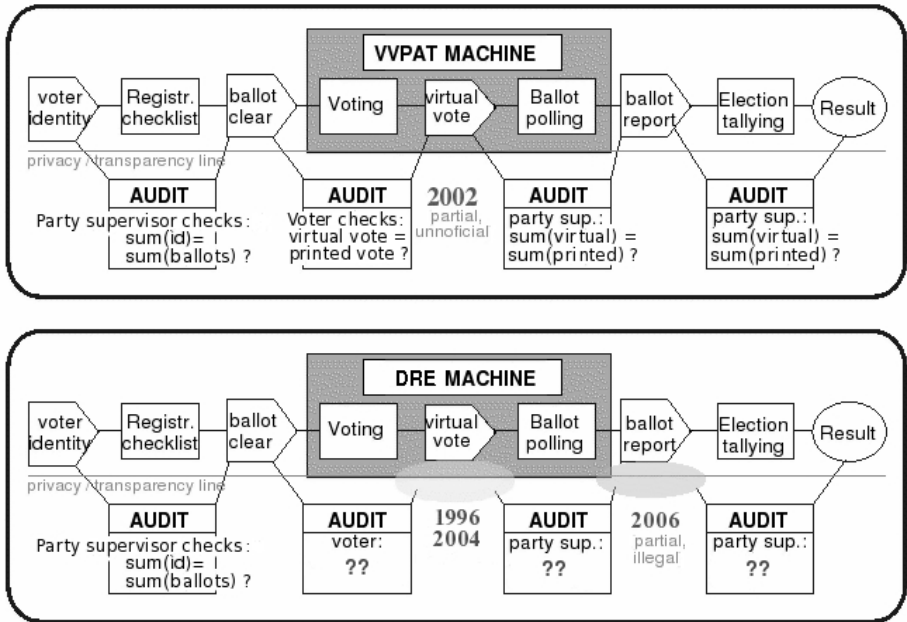 VVPAT MACHINE
voter
identity
Registr.
checklist
ballot
clear
Voting
virtual
vote
Ballot
polling
ballot
report
Election
tallying
Result
privacy / transparency line
AUDIT
Party supervisor checks:
sum(id)=
sum(ballots) ?
AUDIT
Voter checks:
virtual vote =
printed vote ?
2002
partial,
unnoficial
AUDIT
party sup.:
sum(virtual) =
sum(printed) ?
AUDIT
party sup.:
sum(virtual) =
sum(printed) ?
DRE MACHINE
voter
identity
Registr.
checklist
ballot
clear
Voting
virtual
vote
Ballot
polling
ballot
report
Election
tallying
Result
privacy / transparency line
AUDIT
Party supervisor checks:
sum(id)=
sum(ballots) ?
AUDIT
voter:
??
1996
2004
AUDIT
party sup.:
??
2006
partial,
illegal
AUDIT
party sup.:
??